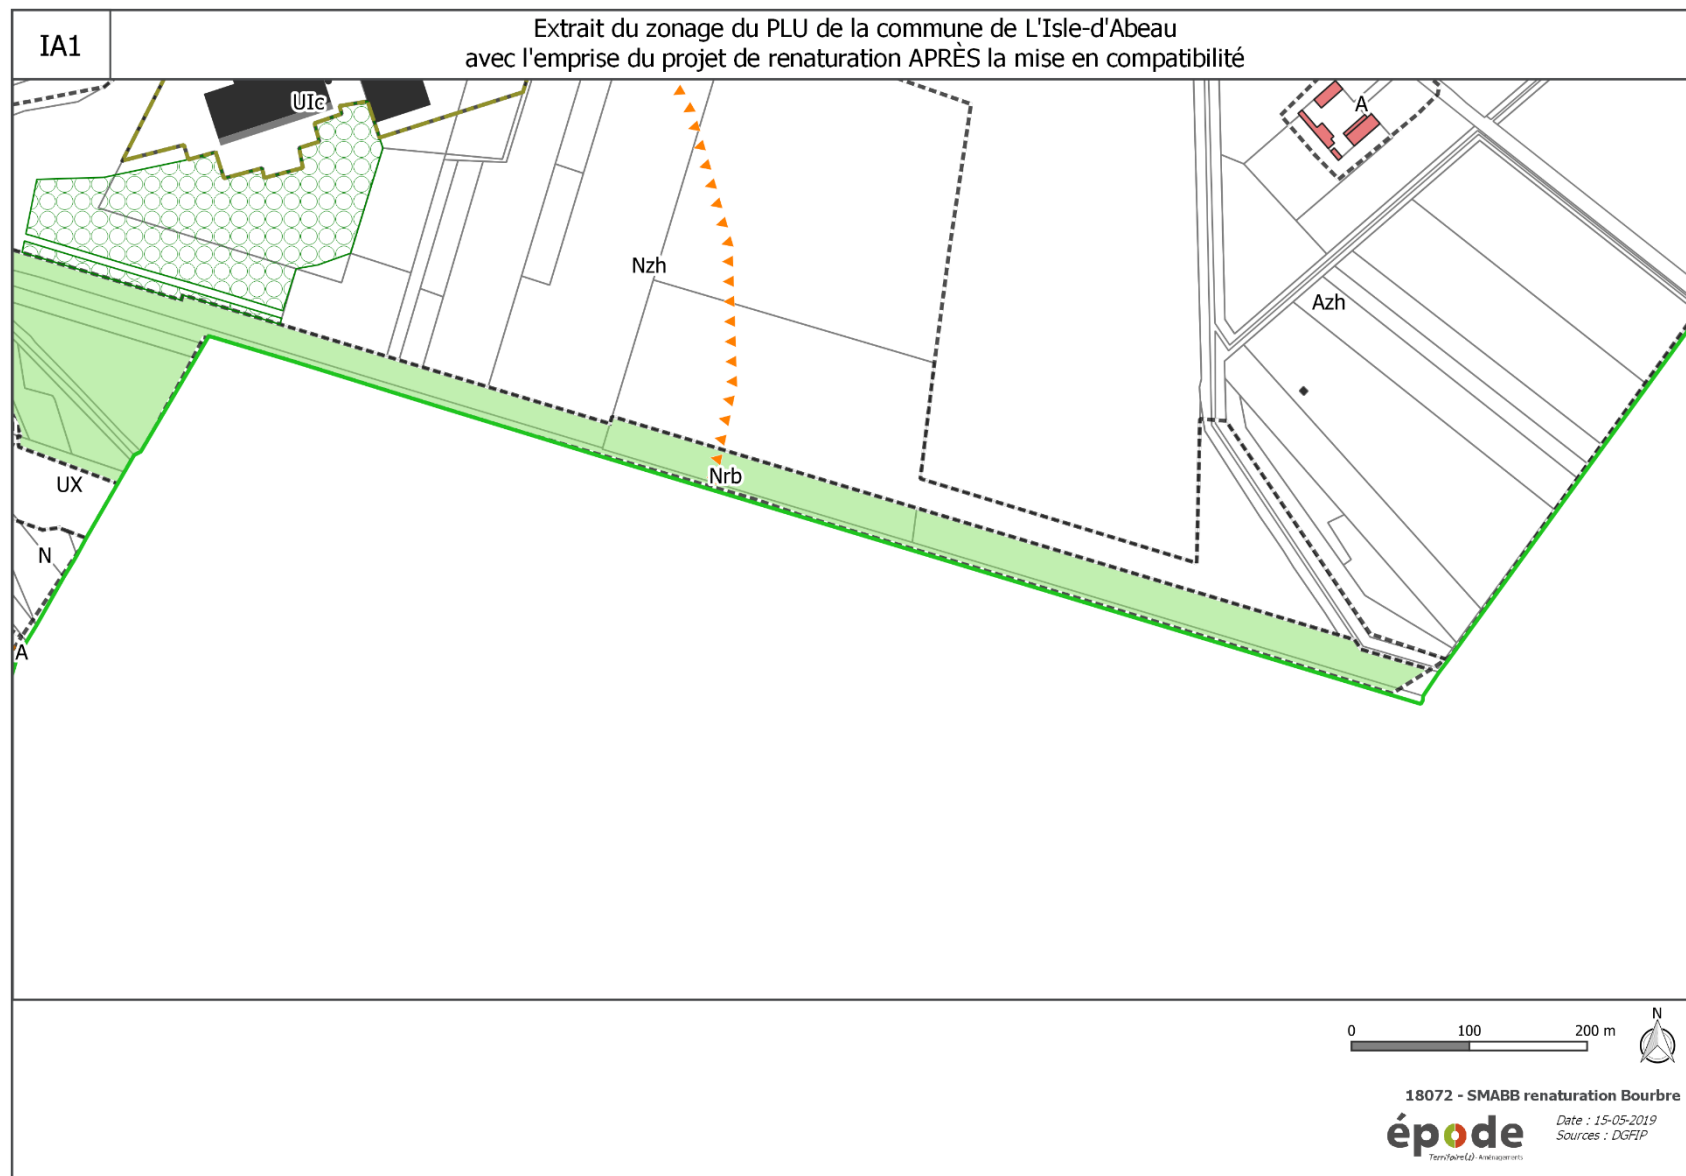 IA1
Extrait du zonage du PLU de la commune de L'Isle-d'Abeau
avec l'emprise du projet de renaturation APRÈS la mise en compatibilité
UIc
A
Nzh
Azh
Nrb
UX
N
A
0 100 200 m
N
18072 - SMABB renaturation Bourbre
épode
Territoire(s) - Aménagements
Date : 15-05-2019
Sources : DGFIP